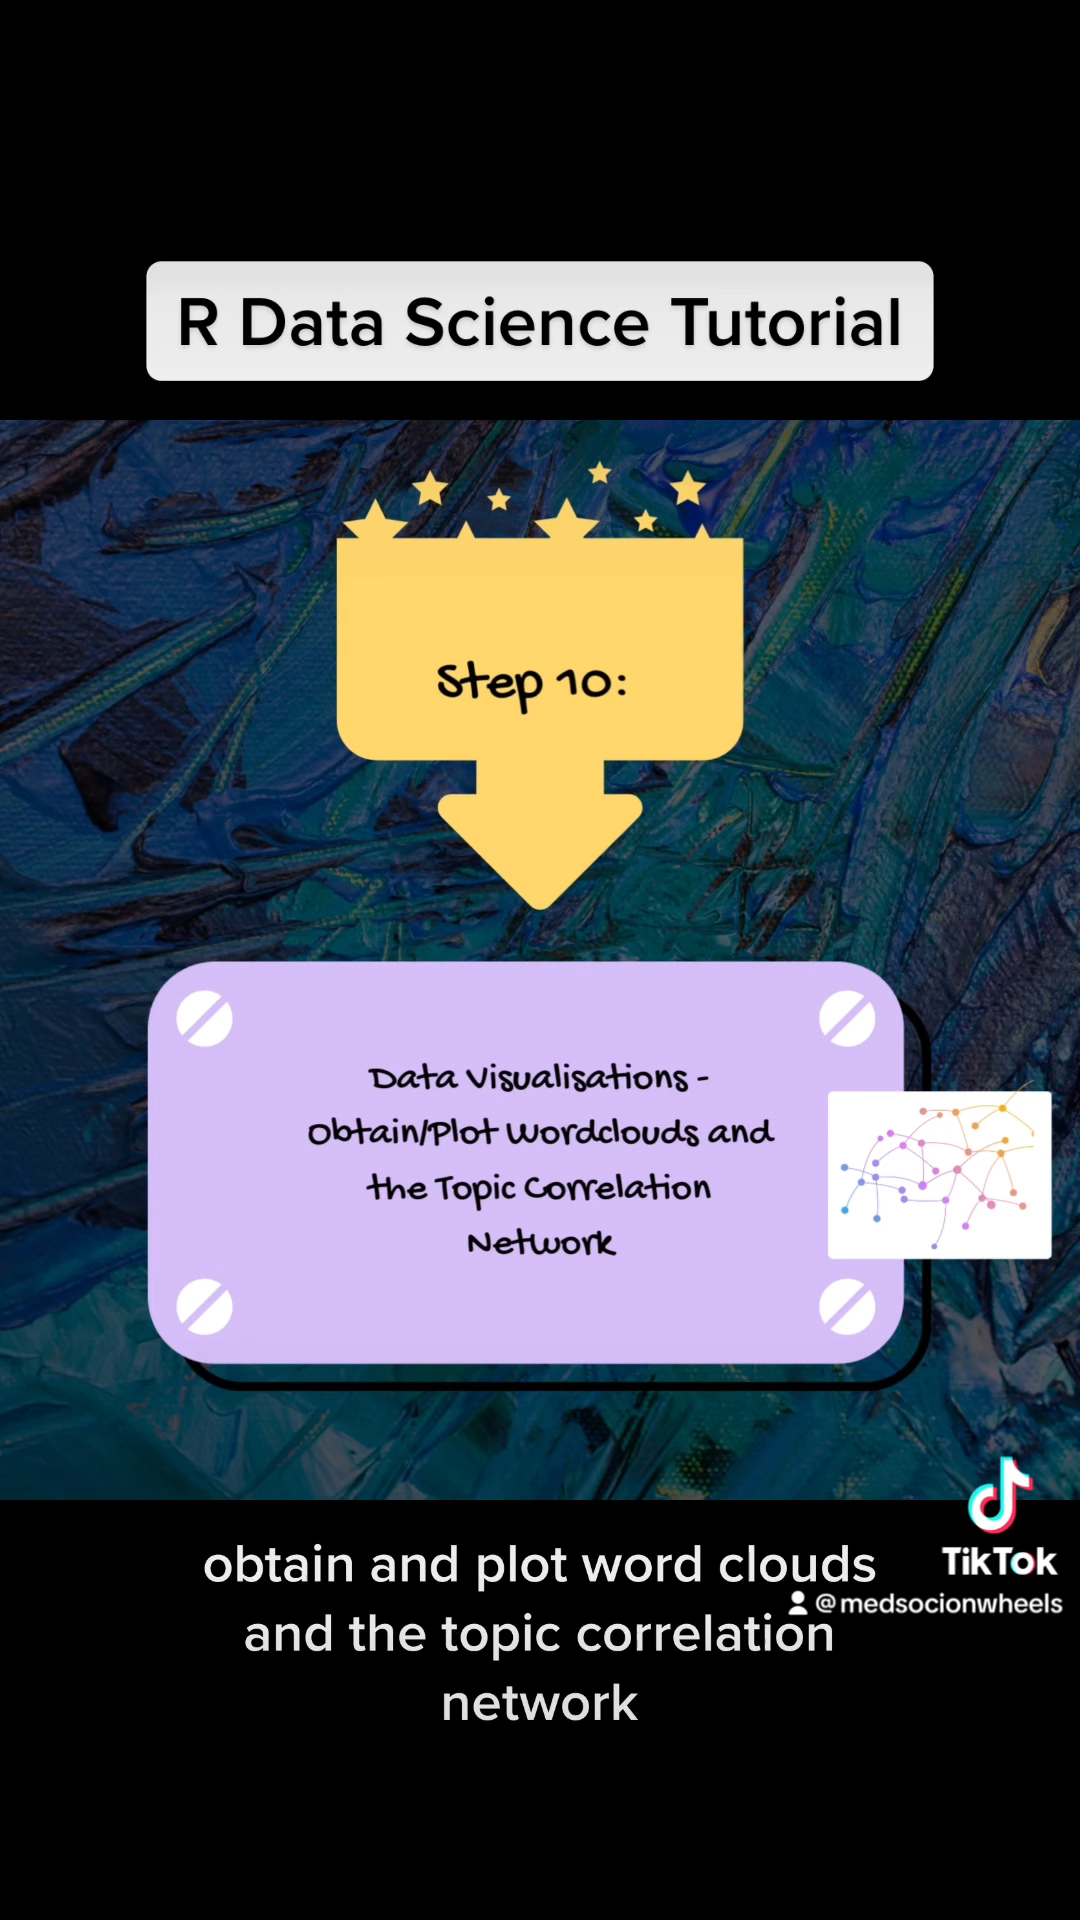 R Data Science Tutorial
Step 10:
Data Visualisations -
Obtain/Plot Wordclouds and
the Topic Correlation
Network
TikTok
@medsocionwheels
obtain and plot word clouds
and the topic correlation
network